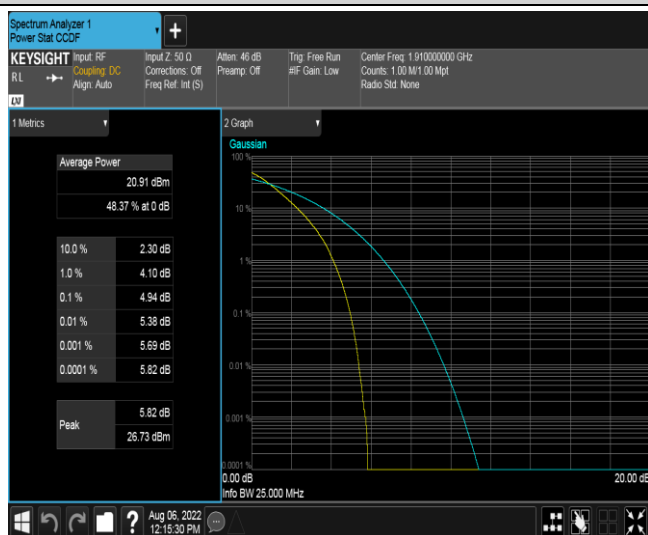 Spectrum Analyzer 1
Power Stat CCDF
+
KEYSIGHT
RL
LXI
Input: RF
Coupling: DC
Align: Auto
Input Z: 50 Ω
Corrections: Off
Freq Ref: Int (S)
Atten: 46 dB
Preamp: Off
Trig: Free Run
#IF Gain: Low
Center Freq: 1.910000000 GHz
Counts: 1.00 M/1.00 Mpt
Radio Std: None
1 Metrics
Average Power
20.91 dBm
48.37 % at 0 dB
10.0 % 2.30 dB
1.0 % 4.10 dB
0.1 % 4.94 dB
0.01 % 5.38 dB
0.001 % 5.69 dB
0.0001 % 5.82 dB
Peak
5.82 dB
26.73 dBm
2 Graph
Gaussian
100 %
10 %
1 %
0.1 %
0.01 %
0.001 %
0.0001 %
0.00 dB 20.00 dB
Info BW 25.000 MHz
?
Aug 06, 2022
12:15:30 PM